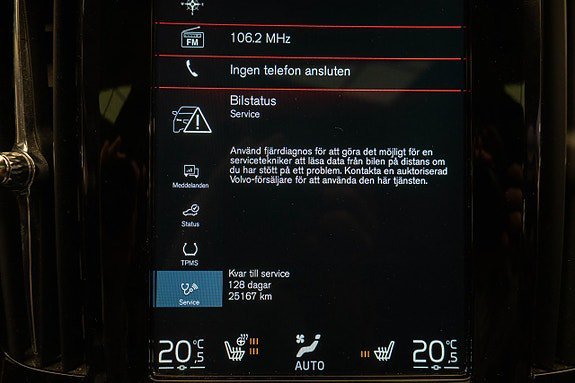 FM
106.2 MHz
Ingen telefon ansluten
Bilstatus
Service
Använd fjärrdiagnos för att göra det möjligt för en
servicetekniker att läsa data från bilen på distans om
du har stött på ett problem. Kontakta en auktoriserad
Volvo-försäljare för att använda den här tjänsten.
Meddelanden
Status
TPMS
Service
Kvar till service
128 dagar
25167 km
20,5 °C
AUTO
20,5 °C